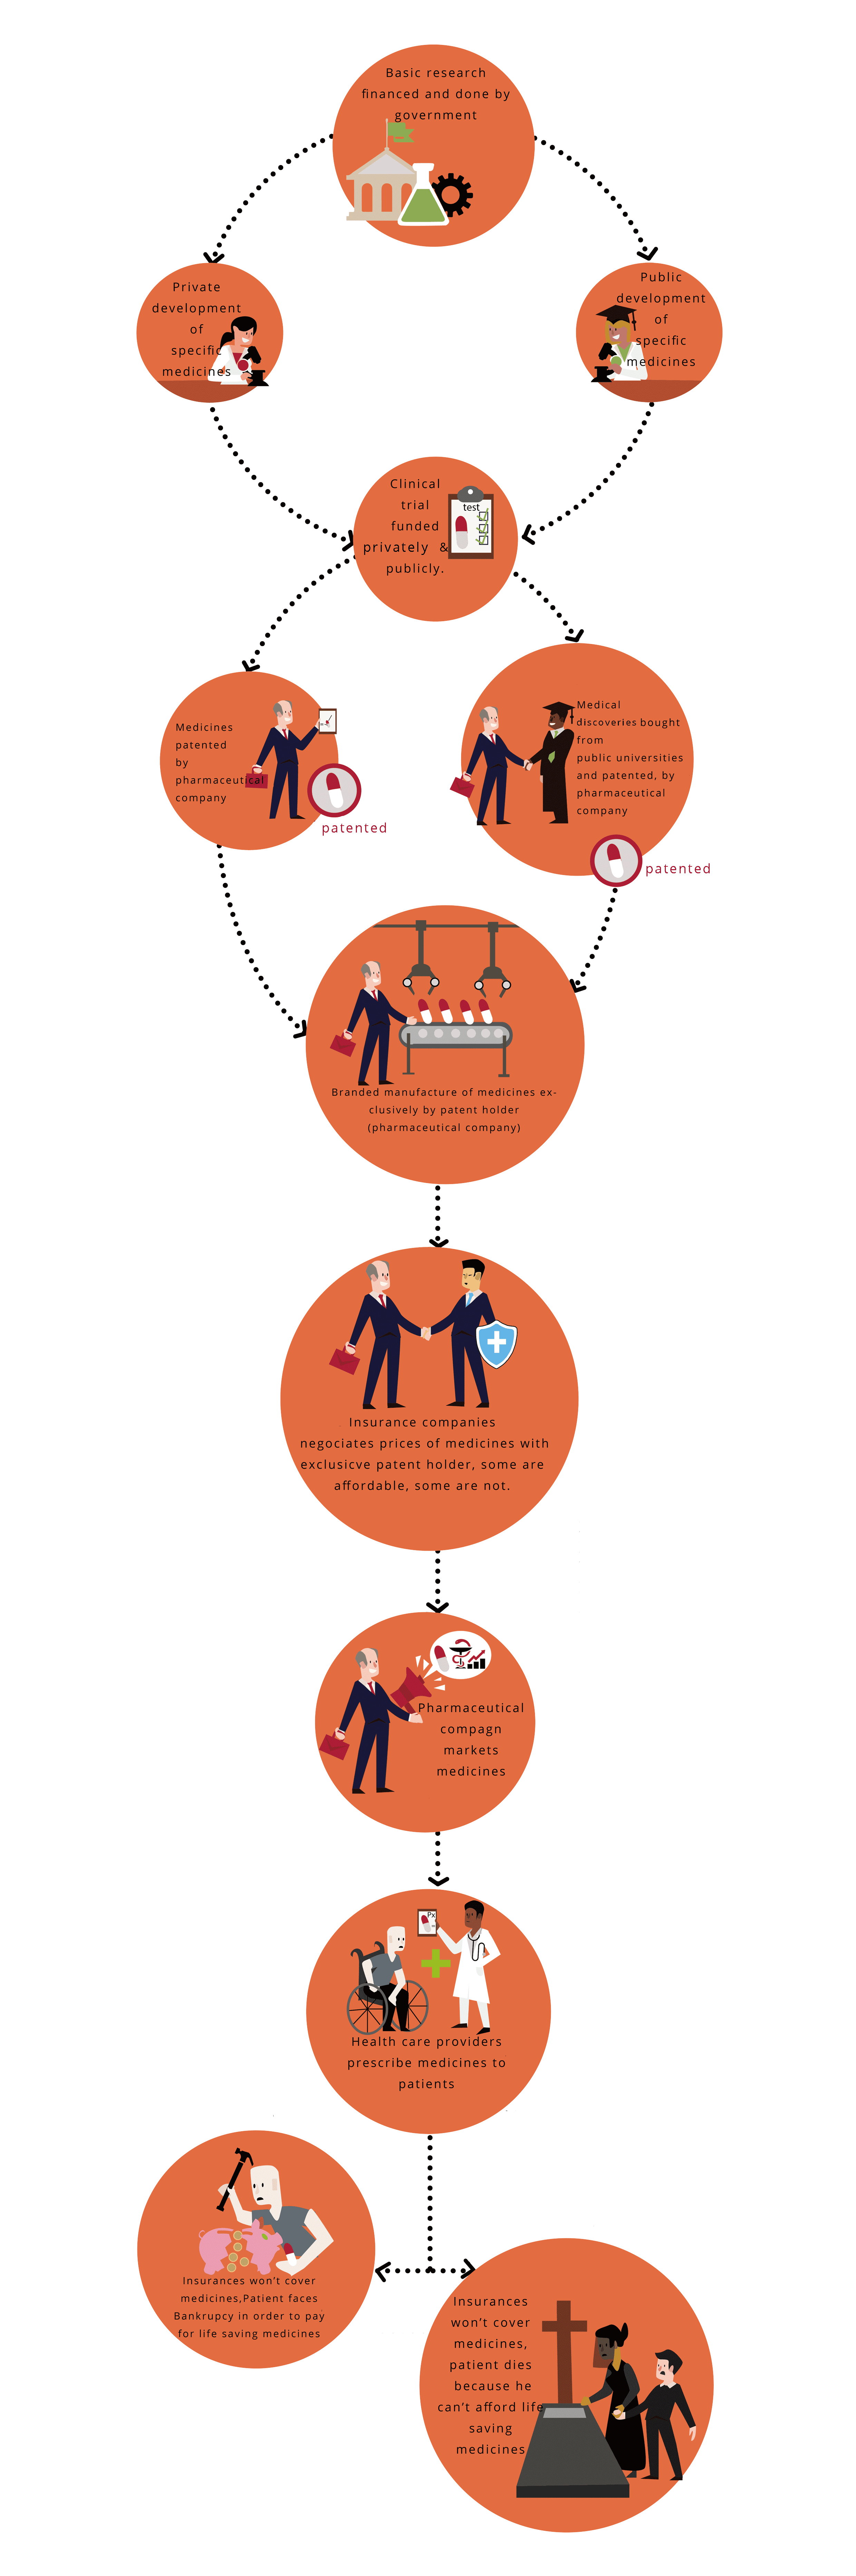 Basic research
financed and done by
government
Private
development
of
specific
medicines
Public
development
of
specific
medicines
Clinical
trial
funded
privately &
publicly.
test
Medicines
patented
by
pharmaceutical
company
patented
Medical
discoveries bought
from
public universities
and patented, by
pharmaceutical
company
patented
Branded manufacture of medicines ex-
clusively by patent holder
(pharmaceutical company)
Insurance companies
negociates prices of medicines with
exclusicve patent holder, some are
affordable, some are not.
Pharmaceutical
compagn
markets
medicines
Px
Health care providers
prescribe medicines to
patients
Insurances won't cover
medicines,Patient faces
Bankrupcy in order to pay
for life saving medicines
Insurances
won't cover
medicines,
patient dies
because he
can't afford life
saving
medicines